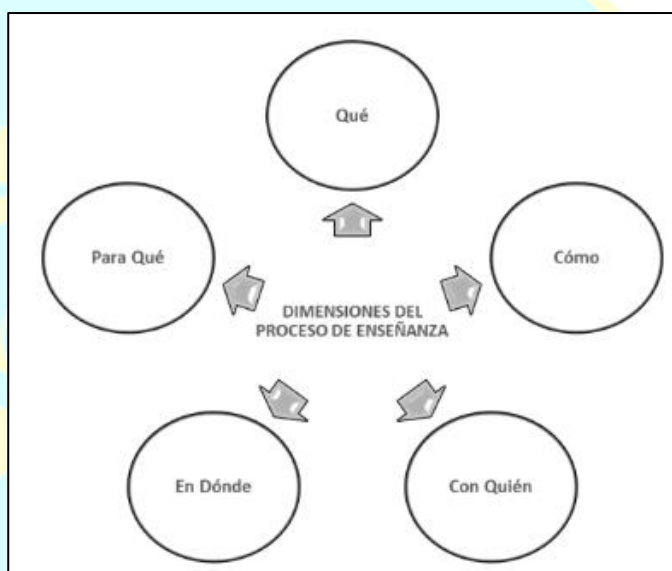 Qué
Para Qué
Cómo
DIMENSIONES DEL
PROCESO DE ENSEÑANZA
En Dónde
Con Quién